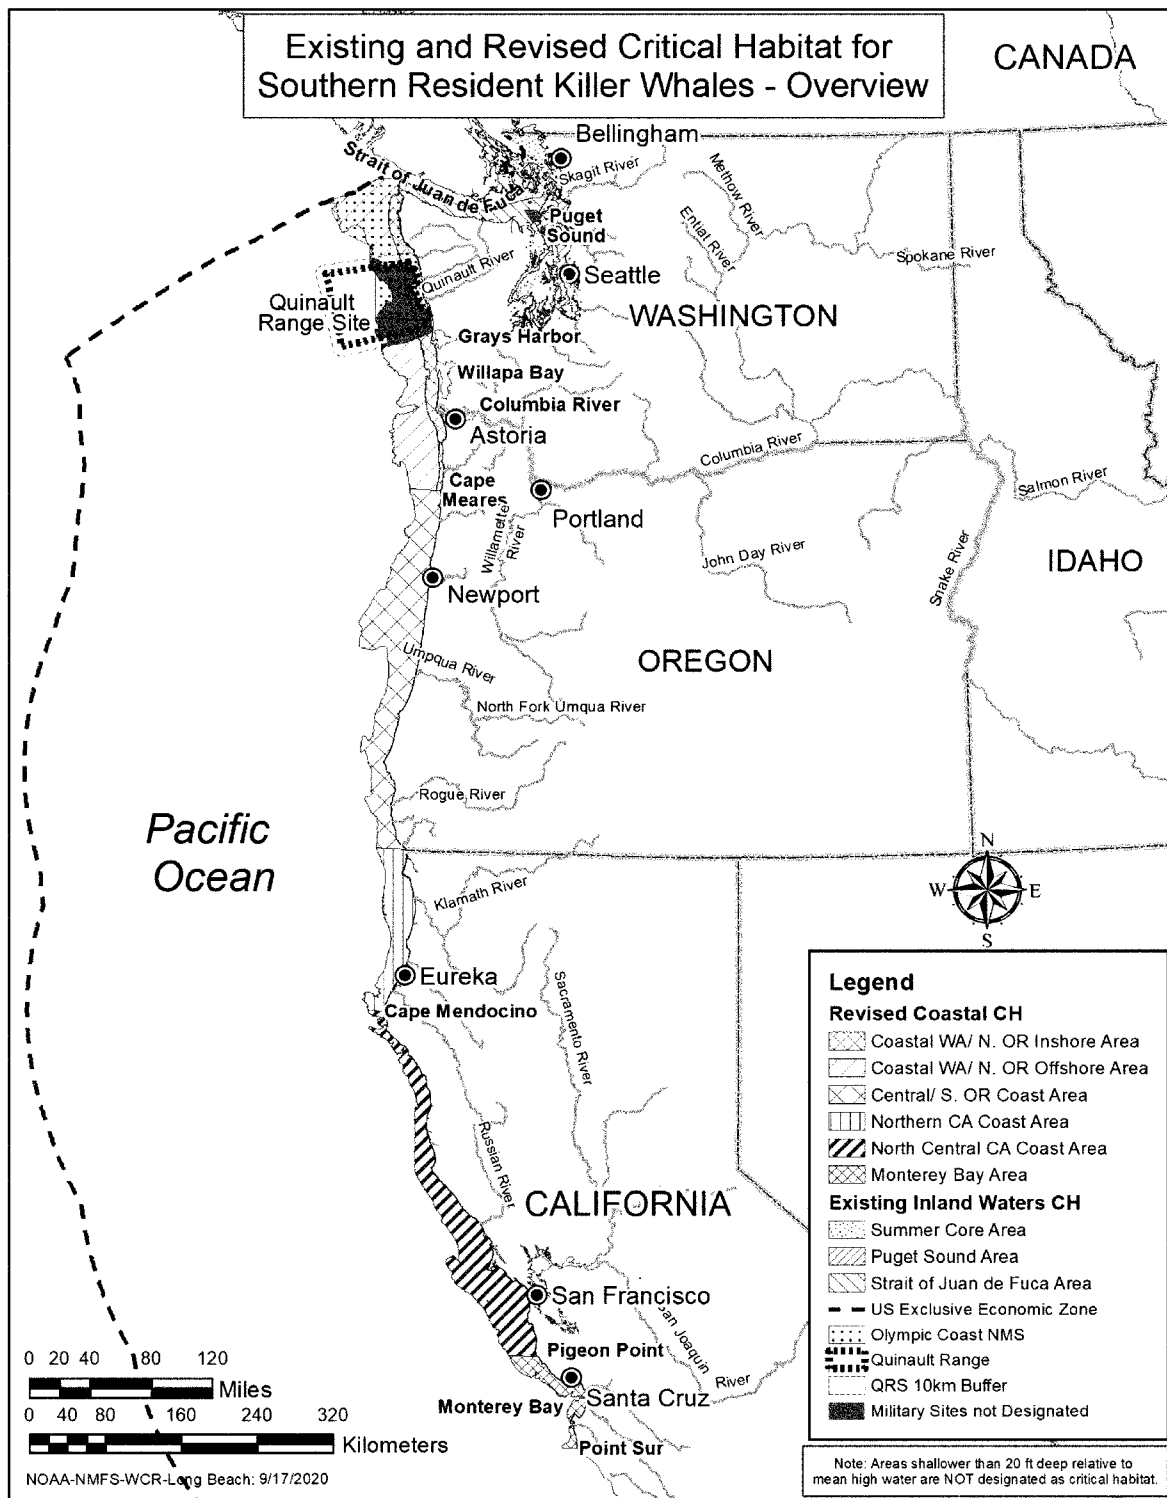 Existing and Revised Critical Habitat for
Southern Resident Killer Whales - Overview
CANADA
Bellingham
Strait of Juan de Fuca
Skagit River
Methow River
Puget
Sound
Entiat River
Spokane River
Quinault River
Seattle
Quinault
Range Site
WASHINGTON
Grays Harbor
Willapa Bay
Columbia River
Astoria
Columbia River
Cape
Meares
Salmon River
Portland
Willamette
River
John Day River
Snake River
IDAHO
Newport
Umpqua River
OREGON
North Fork Umqua River
Rogue River
Pacific
Ocean
N
W
E
S
Klamath River
Eureka
Sacramento River
Cape Mendocino
Russian River
CALIFORNIA
San Francisco
San Joaquin
River
Pigeon Point
Santa Cruz
Monterey Bay
Point Sur
Legend
Revised Coastal CH
Coastal WA/ N. OR Inshore Area
Coastal WA/ N. OR Offshore Area
Central/ S. OR Coast Area
Northern CA Coast Area
North Central CA Coast Area
Monterey Bay Area
Existing Inland Waters CH
Summer Core Area
Puget Sound Area
Strait of Juan de Fuca Area
US Exclusive Economic Zone
Olympic Coast NMS
Quinault Range
QRS 10km Buffer
Military Sites not Designated
0 20 40 80 120
Miles
0 40 80 160 240 320
Kilometers
NOAA-NMFS-WCR-Long Beach: 9/17/2020
Note: Areas shallower than 20 ft deep relative to
mean high water are NOT designated as critical habitat.